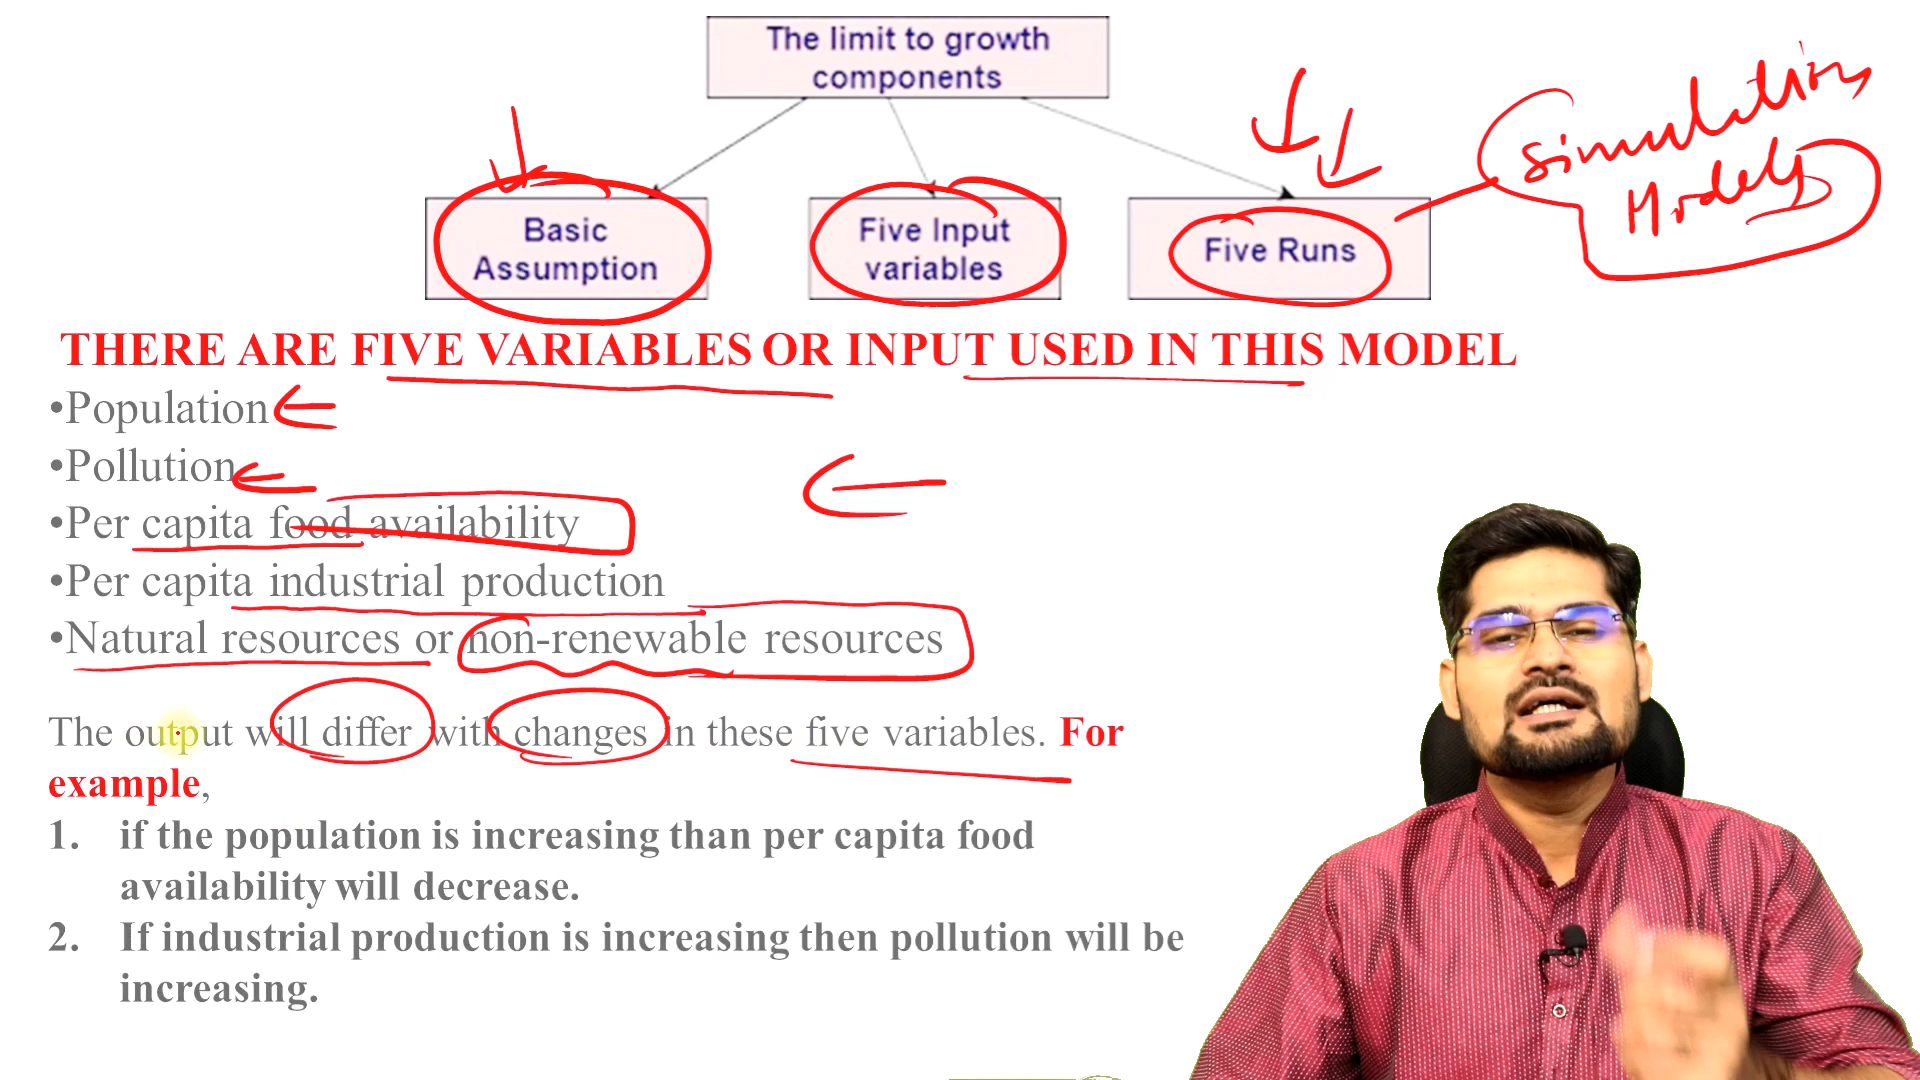 The limit to growth
components
Simulation
Models
Basic
Assumption
Five Input
variables
Five Runs
THERE ARE FIVE VARIABLES OR INPUT USED IN THIS MODEL
•Population
•Pollution
•Per capita food availability
•Per capita industrial production
•Natural resources or non-renewable resources
The output will differ with changes in these five variables. For
example,
1. if the population is increasing than per capita food
availability will decrease.
2. If industrial production is increasing then pollution will be
increasing.